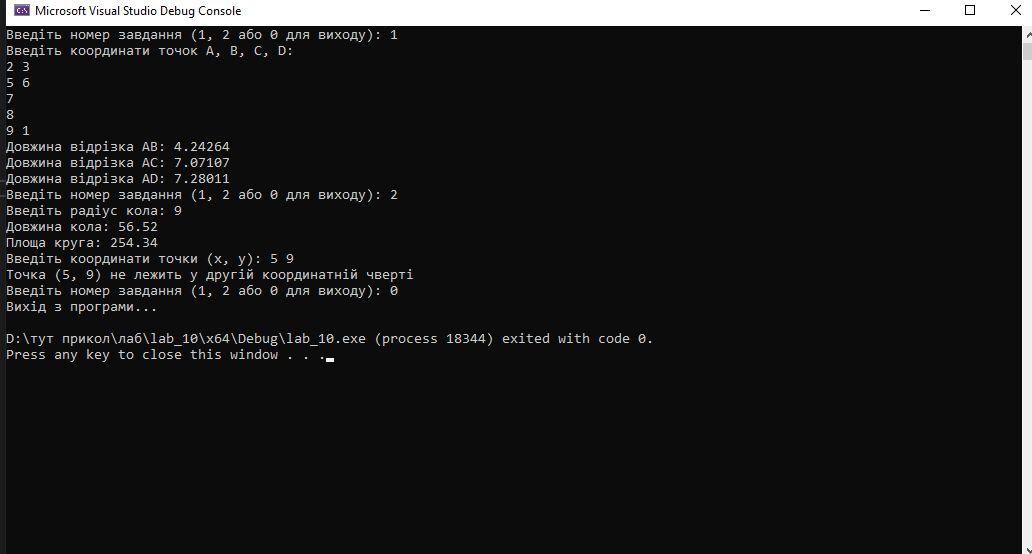 Microsoft Visual Studio Debug Console
Введіть номер завдання (1, 2 або 0 для виходу): 1
Введіть координати точок A, B, C, D:
2 3
5 6
7
8
9 1
Довжина відрізка AB: 4.24264
Довжина відрізка AC: 7.07107
Довжина відрізка AD: 7.28011
Введіть номер завдання (1, 2 або 0 для виходу): 2
Введіть радіус кола: 9
Довжина кола: 56.52
Площа круга: 254.34
Введіть координати точки (x, y): 5 9
Точка (5, 9) не лежить у другій координатній чверті
Введіть номер завдання (1, 2 або 0 для виходу): 0
Вихід з програми...
D:\тут прикол\лаб\lab_10\x64\Debug\lab_10.exe (process 18344) exited with code 0.
Press any key to close this window . . .